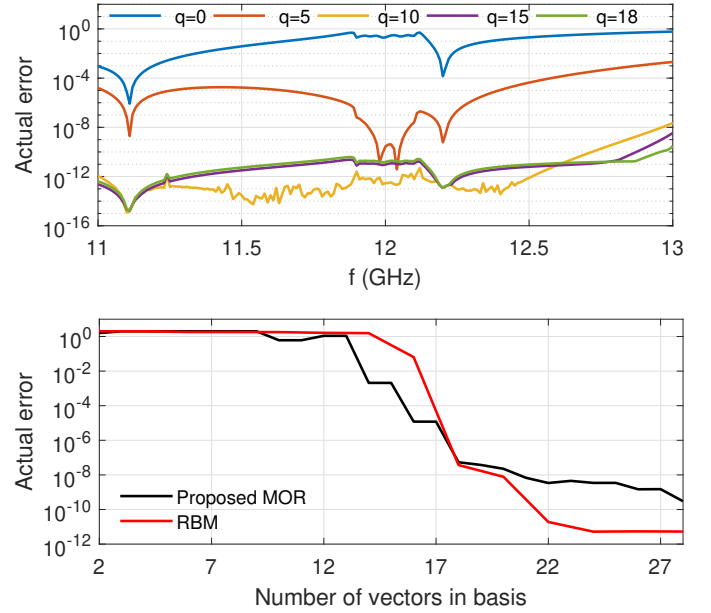 q=0 q=5 q=10 q=15 q=18
Actual error
10^0
10^-4
10^-8
10^-12
10^-16
11 11.5 12 12.5 13
f (GHz)
Actual error
10^0
10^-2
10^-4
10^-6
10^-8
10^-10
10^-12
Proposed MOR
RBM
2 7 12 17 22 27
Number of vectors in basis